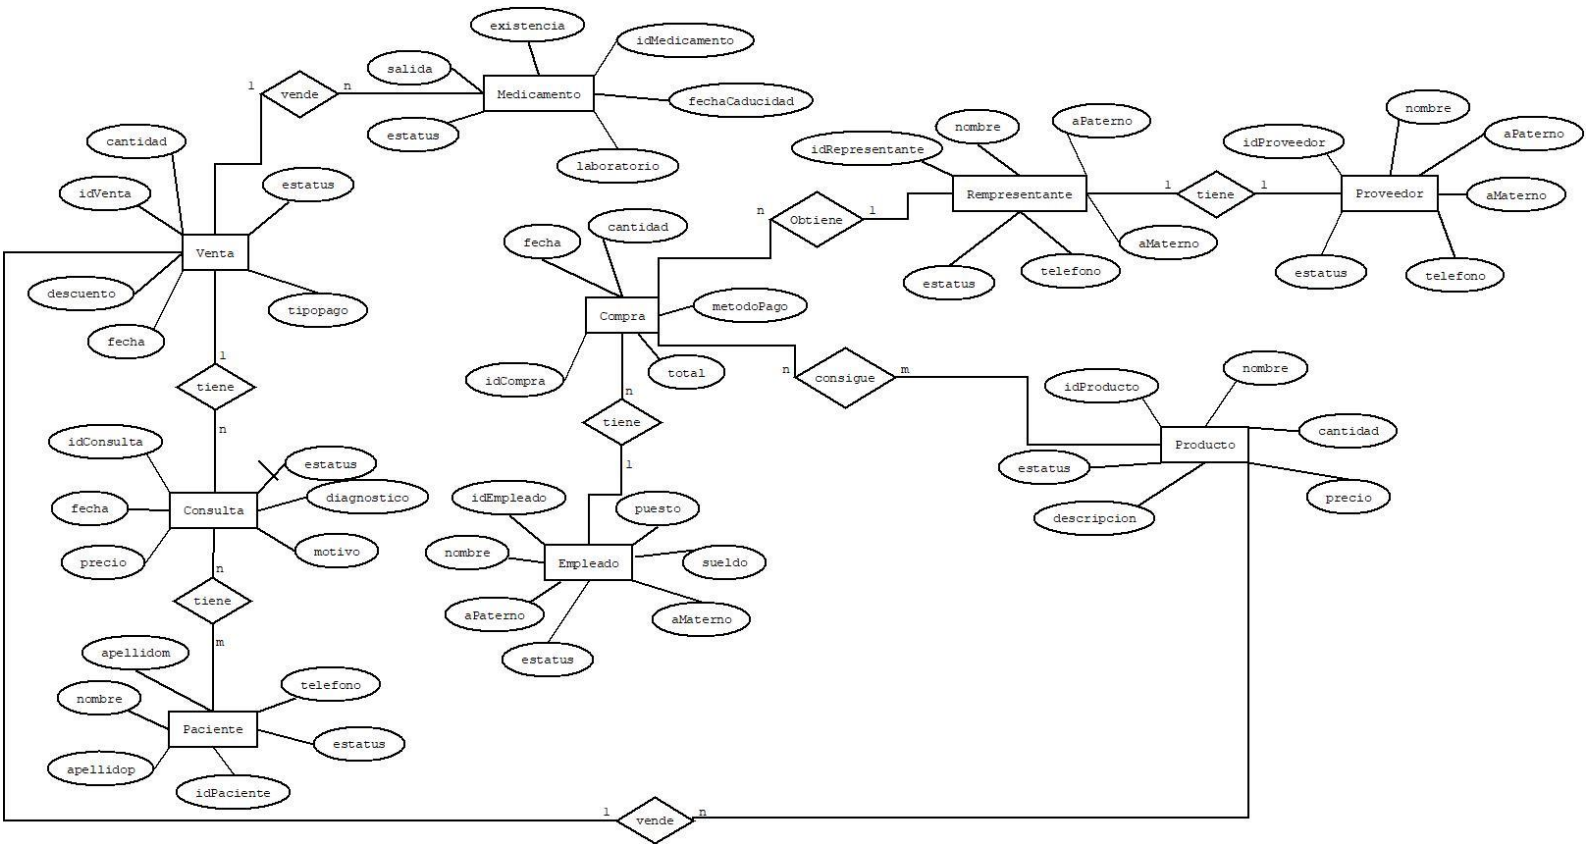 existencia
idMedicamento
salida
1
vende
n
Medicamento
fechaCaducidad
estatus
laboratorio
cantidad
idVenta
estatus
Venta
descuento
tipopago
fecha
1
tiene
n
idConsulta
estatus
diagnostico
fecha
Consulta
precio
motivo
n
tiene
m
apellidom
telefono
nombre
Paciente
estatus
apellidop
idPaciente
cantidad
fecha
metodoPago
Compra
idCompra
total
n
tiene
1
idEmpleado
puesto
nombre
Empleado
sueldo
aPaterno
aMaterno
estatus
n
Obtiene
1
nombre
aPaterno
idRepresentante
Rempresentante
aMaterno
estatus
telefono
1
tiene
1
nombre
idProveedor
aPaterno
Proveedor
aMaterno
estatus
telefono
n
consigue
m
nombre
idProducto
cantidad
Producto
estatus
precio
descripcion
1
vende
n